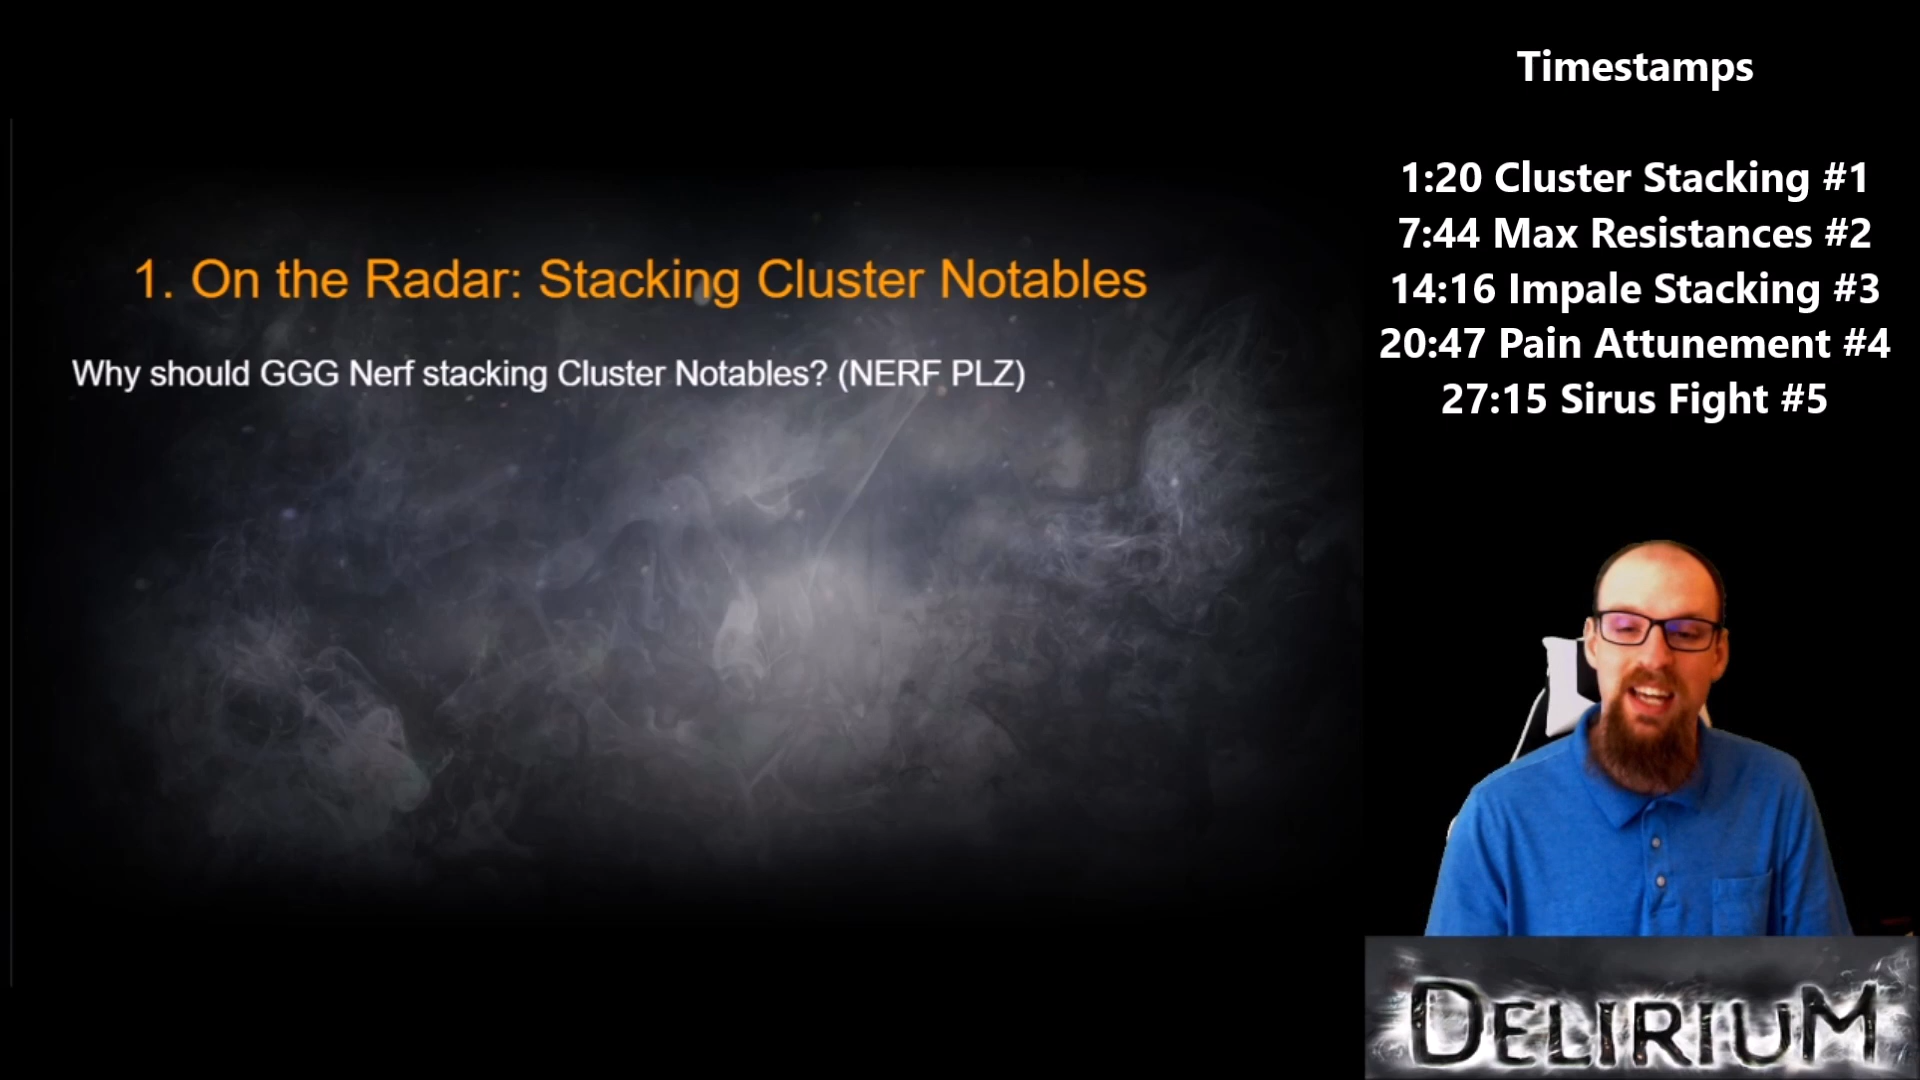 1. On the Radar: Stacking Cluster Notables
Why should GGG Nerf stacking Cluster Notables? (NERF PLZ)
Timestamps
1:20 Cluster Stacking #1
7:44 Max Resistances #2
14:16 Impale Stacking #3
20:47 Pain Attunement #4
27:15 Sirus Fight #5
DELIRIUM